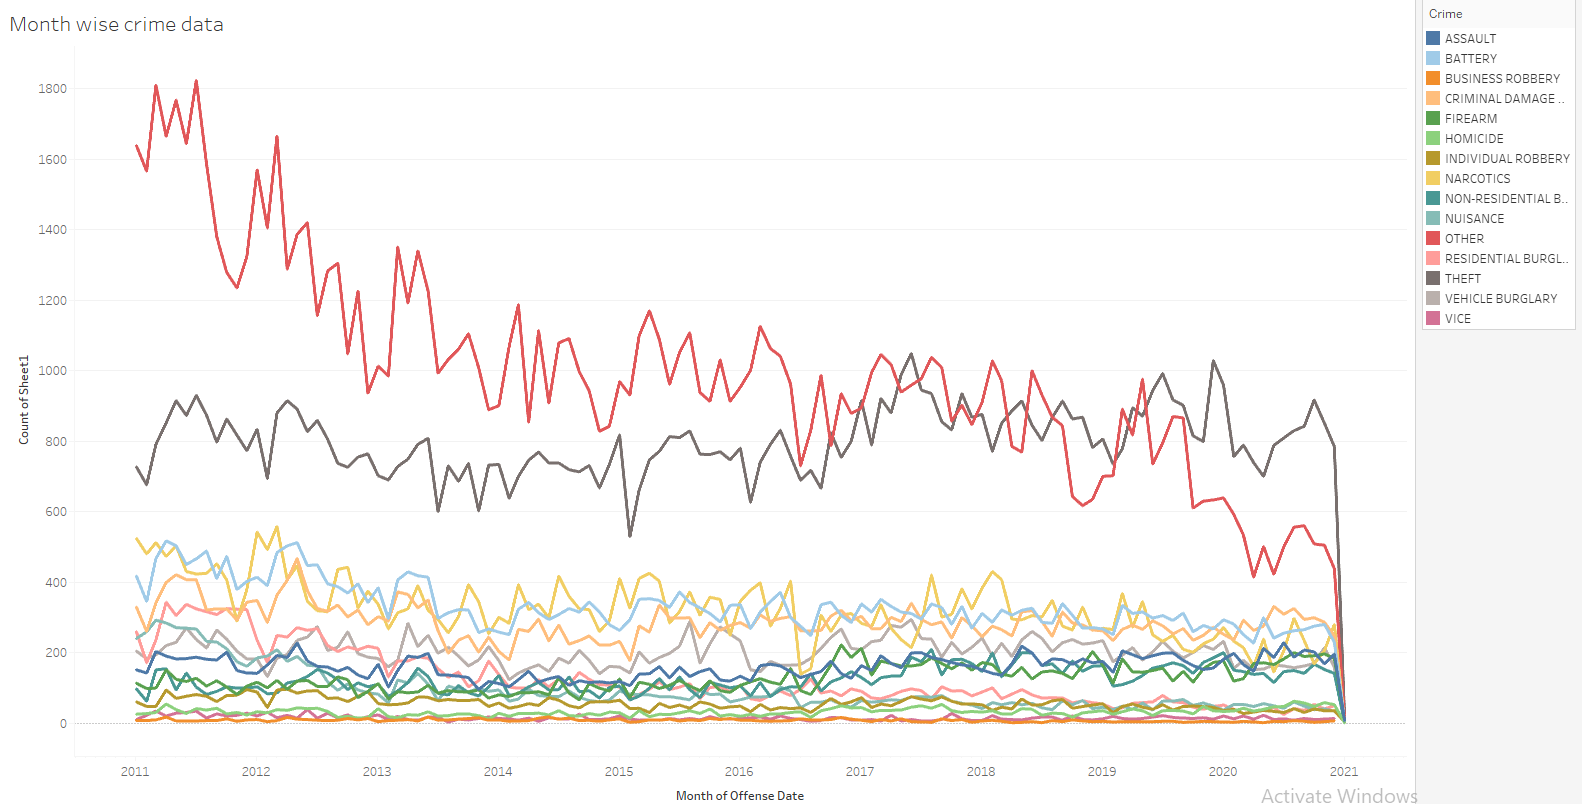 Month wise crime data
Count of Sheet1
1800
1600
1400
1200
1000
800
600
400
200
0
2011 2012 2013 2014 2015 2016 2017 2018 2019 2020 2021
Month of Offense Date
Crime
ASSAULT
BATTERY
BUSINESS ROBBERY
CRIMINAL DAMAGE ..
FIREARM
HOMICIDE
INDIVIDUAL ROBBERY
NARCOTICS
NON-RESIDENTIAL B..
NUISANCE
OTHER
RESIDENTIAL BURGL..
THEFT
VEHICLE BURGLARY
VICE
Activate Windows